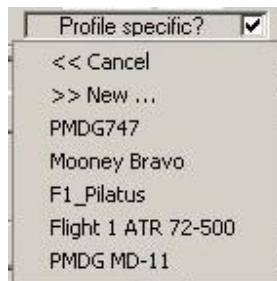 Profile specific?
<< Cancel
>> New ...
PMDG747
Mooney Bravo
F1_Pilatus
Flight 1 ATR 72-500
PMDG MD-11